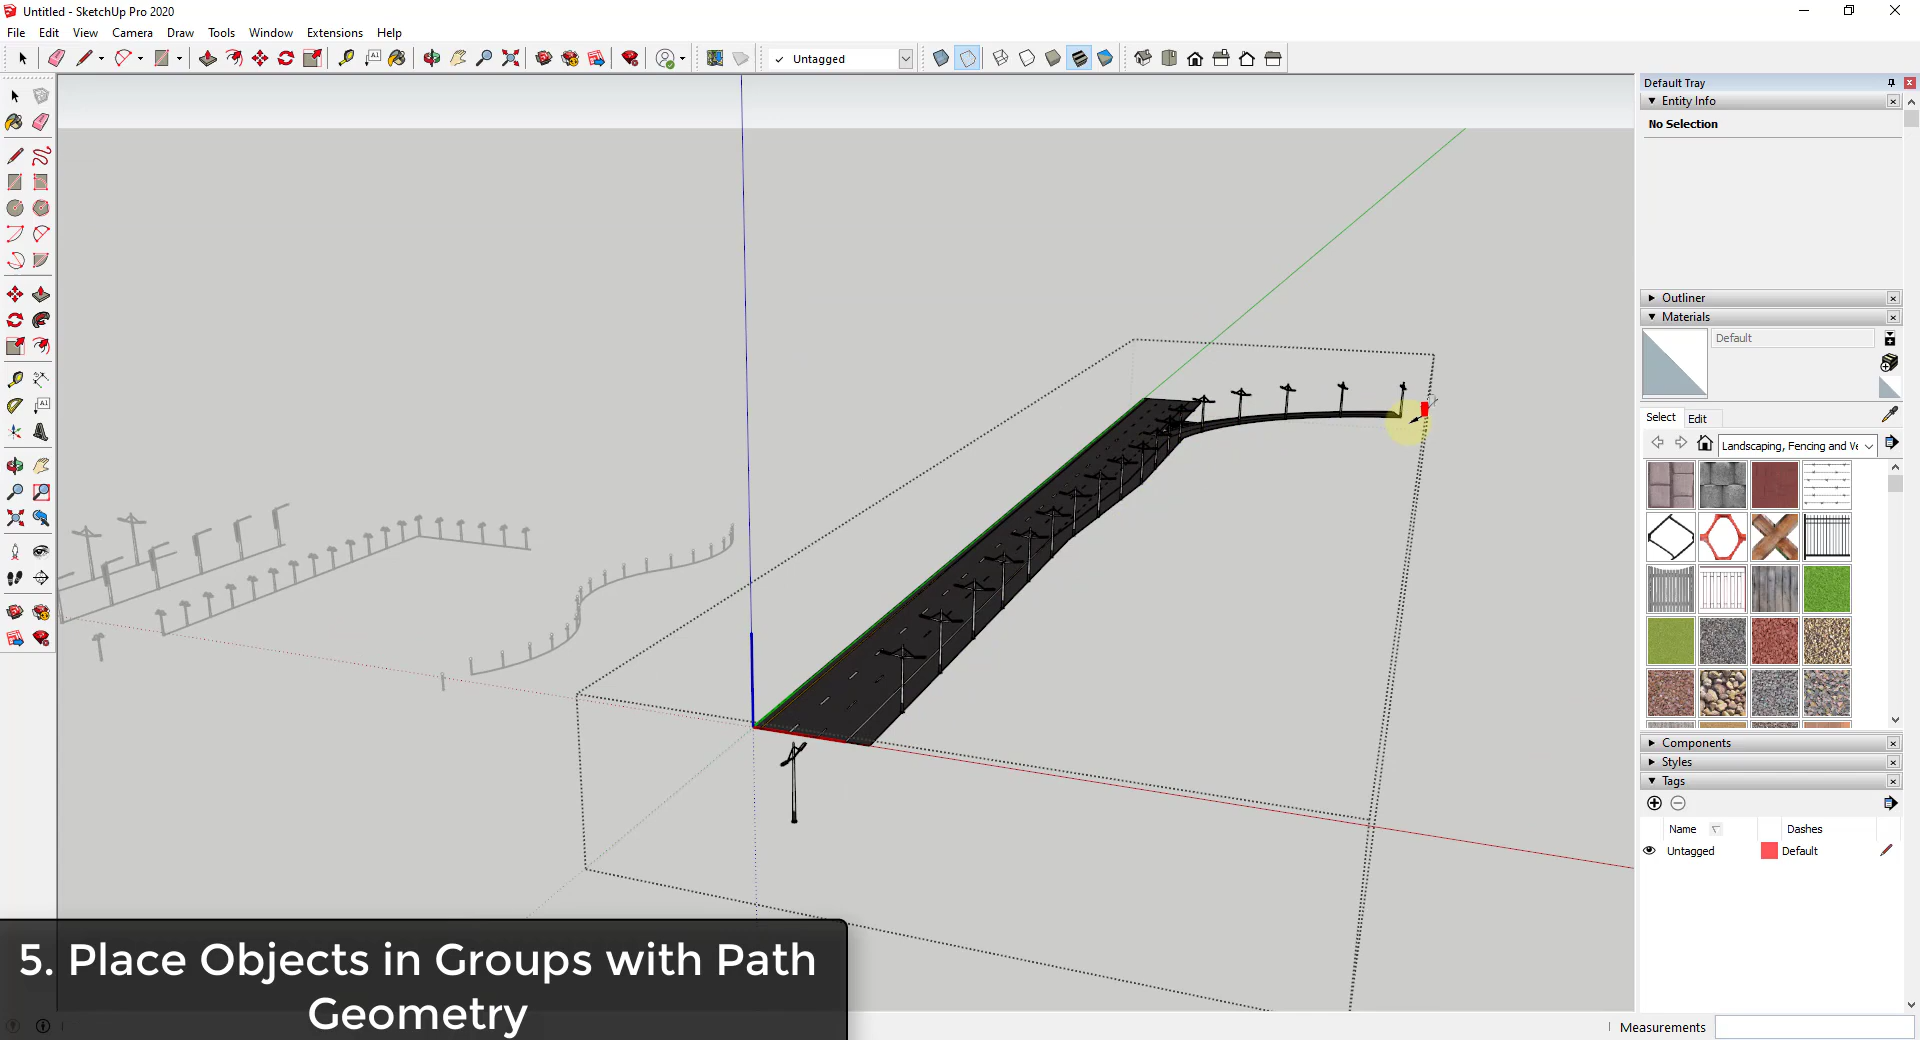 Untitled - SketchUp Pro 2020
File Edit View Camera Draw Tools Window Extensions Help
A1
Untagged
Default Tray
Entity Info
No Selection
Outliner
Materials
Default
A1
Select Edit
Landscaping, Fencing and Ve
Components
Styles
Tags
Name Dashes
Untagged Default
5. Place Objects in Groups with Path
Geometry
Measurements